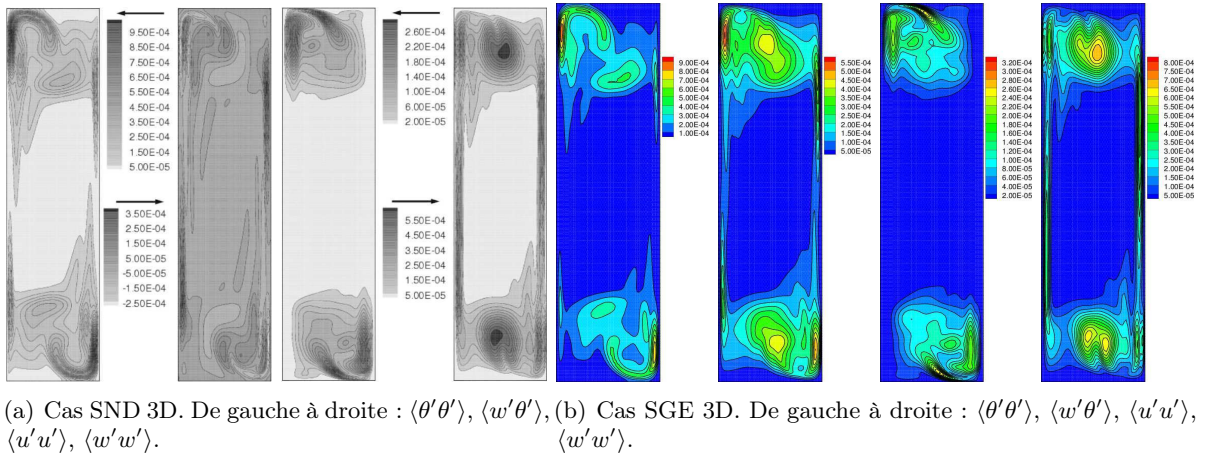 9.50E-04
8.50E-04
7.50E-04
6.50E-04
5.50E-04
4.50E-04
3.50E-04
2.50E-04
1.50E-04
5.00E-05
3.50E-04
2.00E-04
5.00E-05
-1.00E-04
-2.50E-04
2.60E-04
2.20E-04
1.80E-04
1.40E-04
1.00E-04
6.00E-05
2.00E-05
5.50E-04
4.50E-04
3.50E-04
2.50E-04
1.50E-04
5.00E-05
9.00E-04
8.00E-04
7.00E-04
6.00E-04
5.00E-04
4.00E-04
3.00E-04
2.00E-04
1.00E-04
5.50E-04
5.00E-04
4.50E-04
4.00E-04
3.50E-04
3.00E-04
2.50E-04
2.00E-04
1.50E-04
1.00E-04
5.00E-05
3.20E-04
3.00E-04
2.80E-04
2.60E-04
2.40E-04
2.20E-04
2.00E-04
1.80E-04
1.60E-04
1.40E-04
1.20E-04
1.00E-04
8.00E-05
6.00E-05
4.00E-05
2.00E-05
8.00E-04
7.50E-04
7.00E-04
6.50E-04
6.00E-04
5.50E-04
5.00E-04
4.50E-04
4.00E-04
3.50E-04
3.00E-04
2.50E-04
2.00E-04
1.50E-04
1.00E-04
5.00E-05
(a) Cas SND 3D. De gauche à droite : ⟨θ′θ′⟩, ⟨w′θ′⟩,
⟨u′u′⟩, ⟨w′w′⟩.
(b) Cas SGE 3D. De gauche à droite : ⟨θ′θ′⟩, ⟨w′θ′⟩, ⟨u′u′⟩,
⟨w′w′⟩.